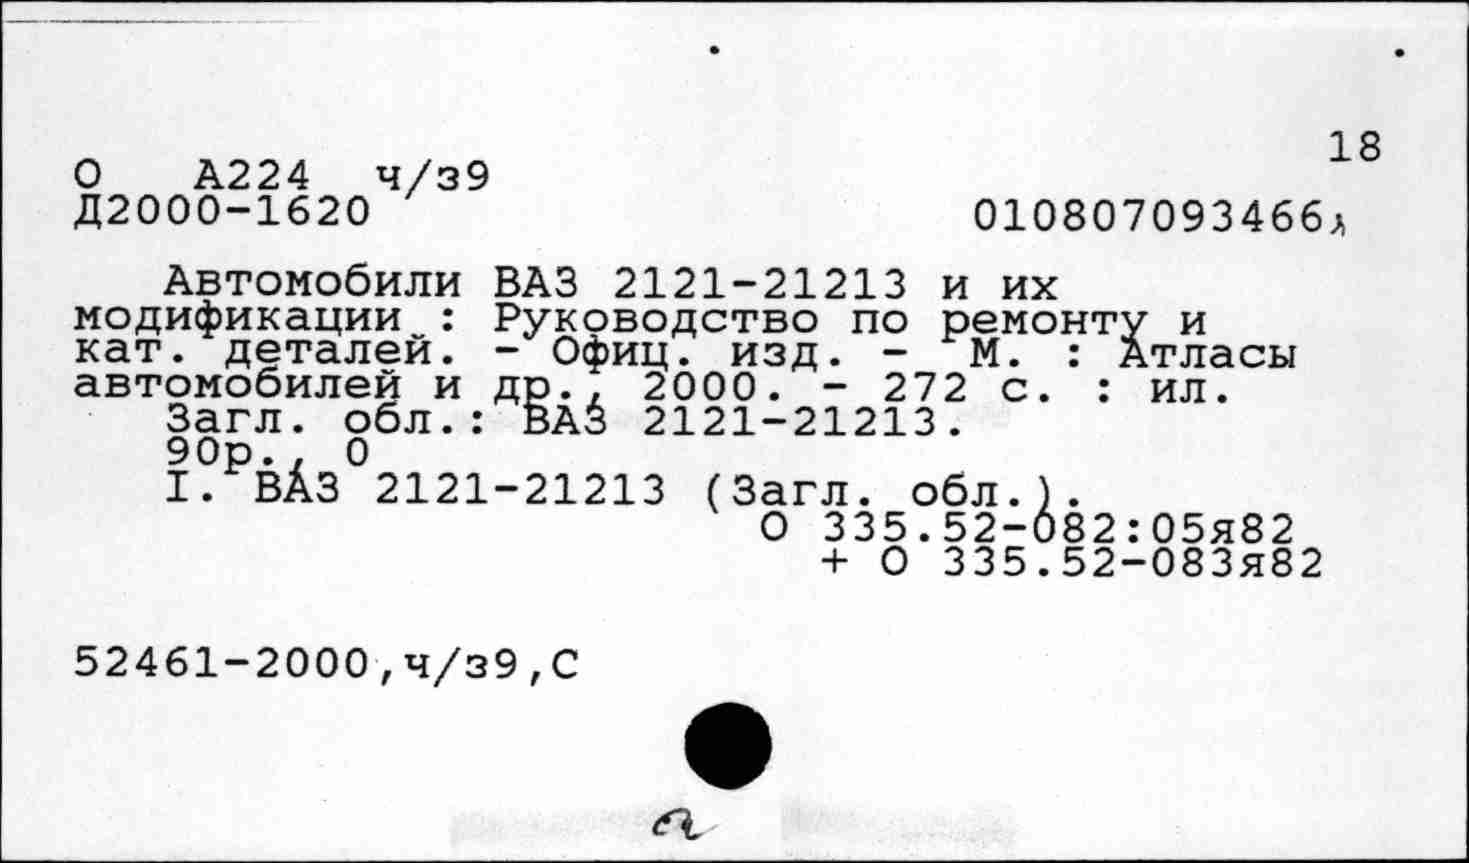 18
О А224 ч/з9
Д2000-1620
010807093466д
Автомобили ВАЗ 2121-21213 и их
модификации : Руководство по ремонту и
кат. деталей. - Офиц. изд. - М. : Атласы
автомобилей и др., 2000. - 272 с. : ил.
Загл. обл.: ВАЗ 2121-21213.
90р., 0
I. ВАЗ 2121-21213 (Загл. обл.).
О 335.52-082:05я82
+ О 335.52-083я82
52461-2000,ч/з9,С